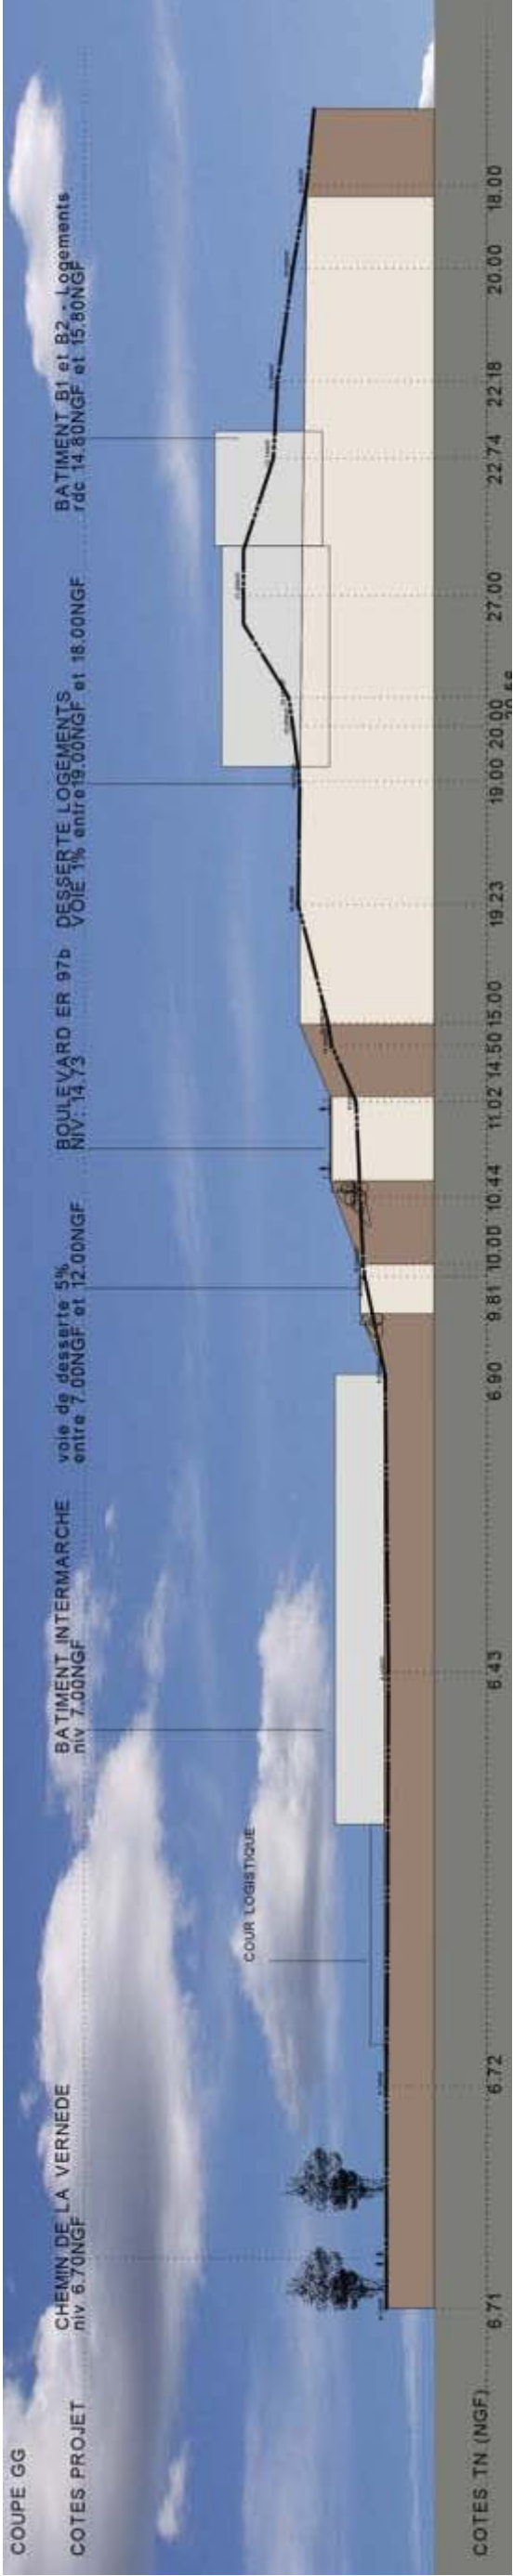 COUPE GG
COTES PROJET
CHEMIN DE LA VERNEDE
niv 6.70NGF
BATIMENT INTERMARCHE
niv 7.00NGF
voie de desserte 5%
entre 7.00NGF et 12.00NGF
BOULEVARD ER 97b
NIV: 14.73
DESSERTE LOGEMENTS
VOIE 1% entre19.00NGF et 18.00NGF
BATIMENT B1 et B2 - Logements
rdc 14.80NGF et 15.80NGF
COUR LOGISTIQUE
COTES TN (NGF)
6.71
6.72
6.43
6.90
9.81
10.00
10.44
11.02
14.50
15.00
19.23
19.00
20.00
27.00
22.74
22.18
20.00
18.00